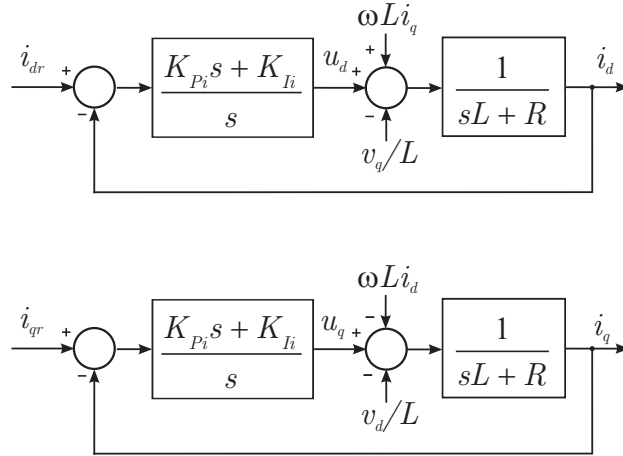 ωLi_q
i_dr + K_Pi s + K_Ii u_d + + 1 i_d
- s - sL + R
v_q/L
ωLi_d
i_qr + K_Pi s + K_Ii u_q + - 1 i_q
- s - sL + R
v_d/L